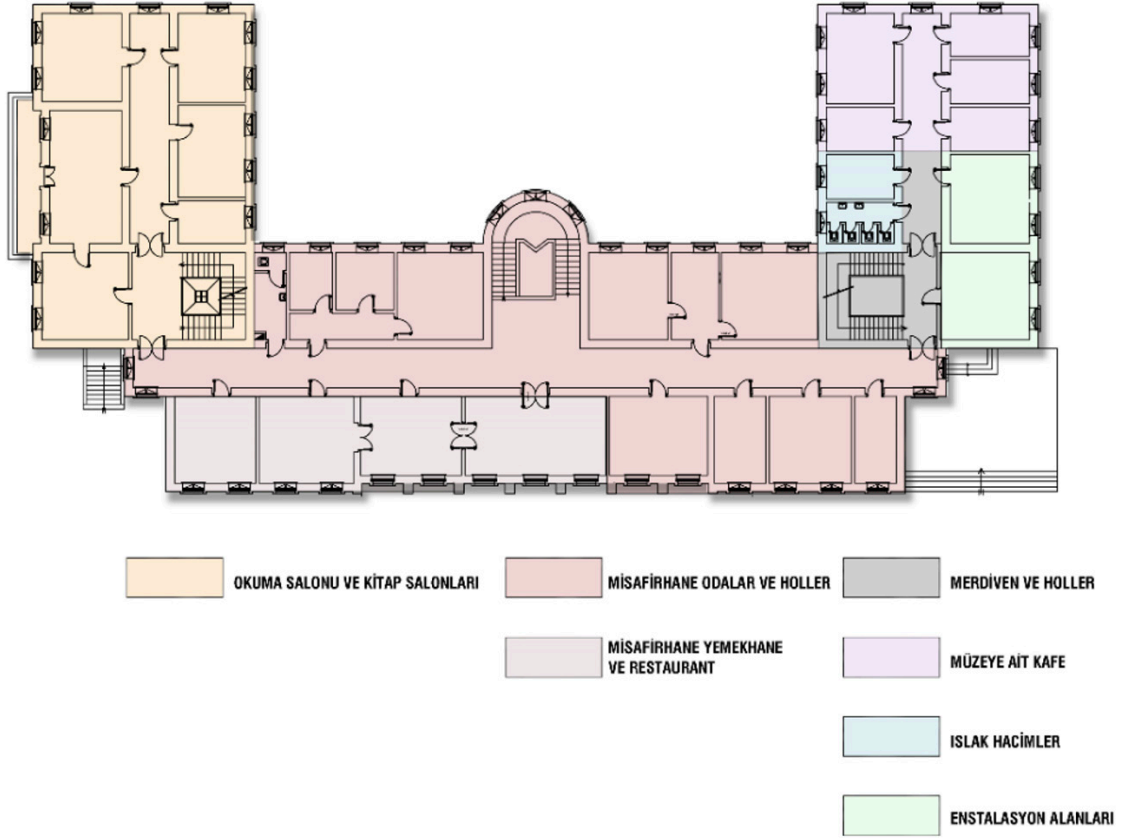 OKUMA SALONU VE KİTAP SALONLARI
MİSAFİRHANE ODALAR VE HOLLER
MERDİVEN VE HOLLER
MİSAFİRHANE YEMEKHANE
VE RESTAURANT
MÜZEYE AİT KAFE
ISLAK HACİMLER
ENSTALASYON ALANLARI